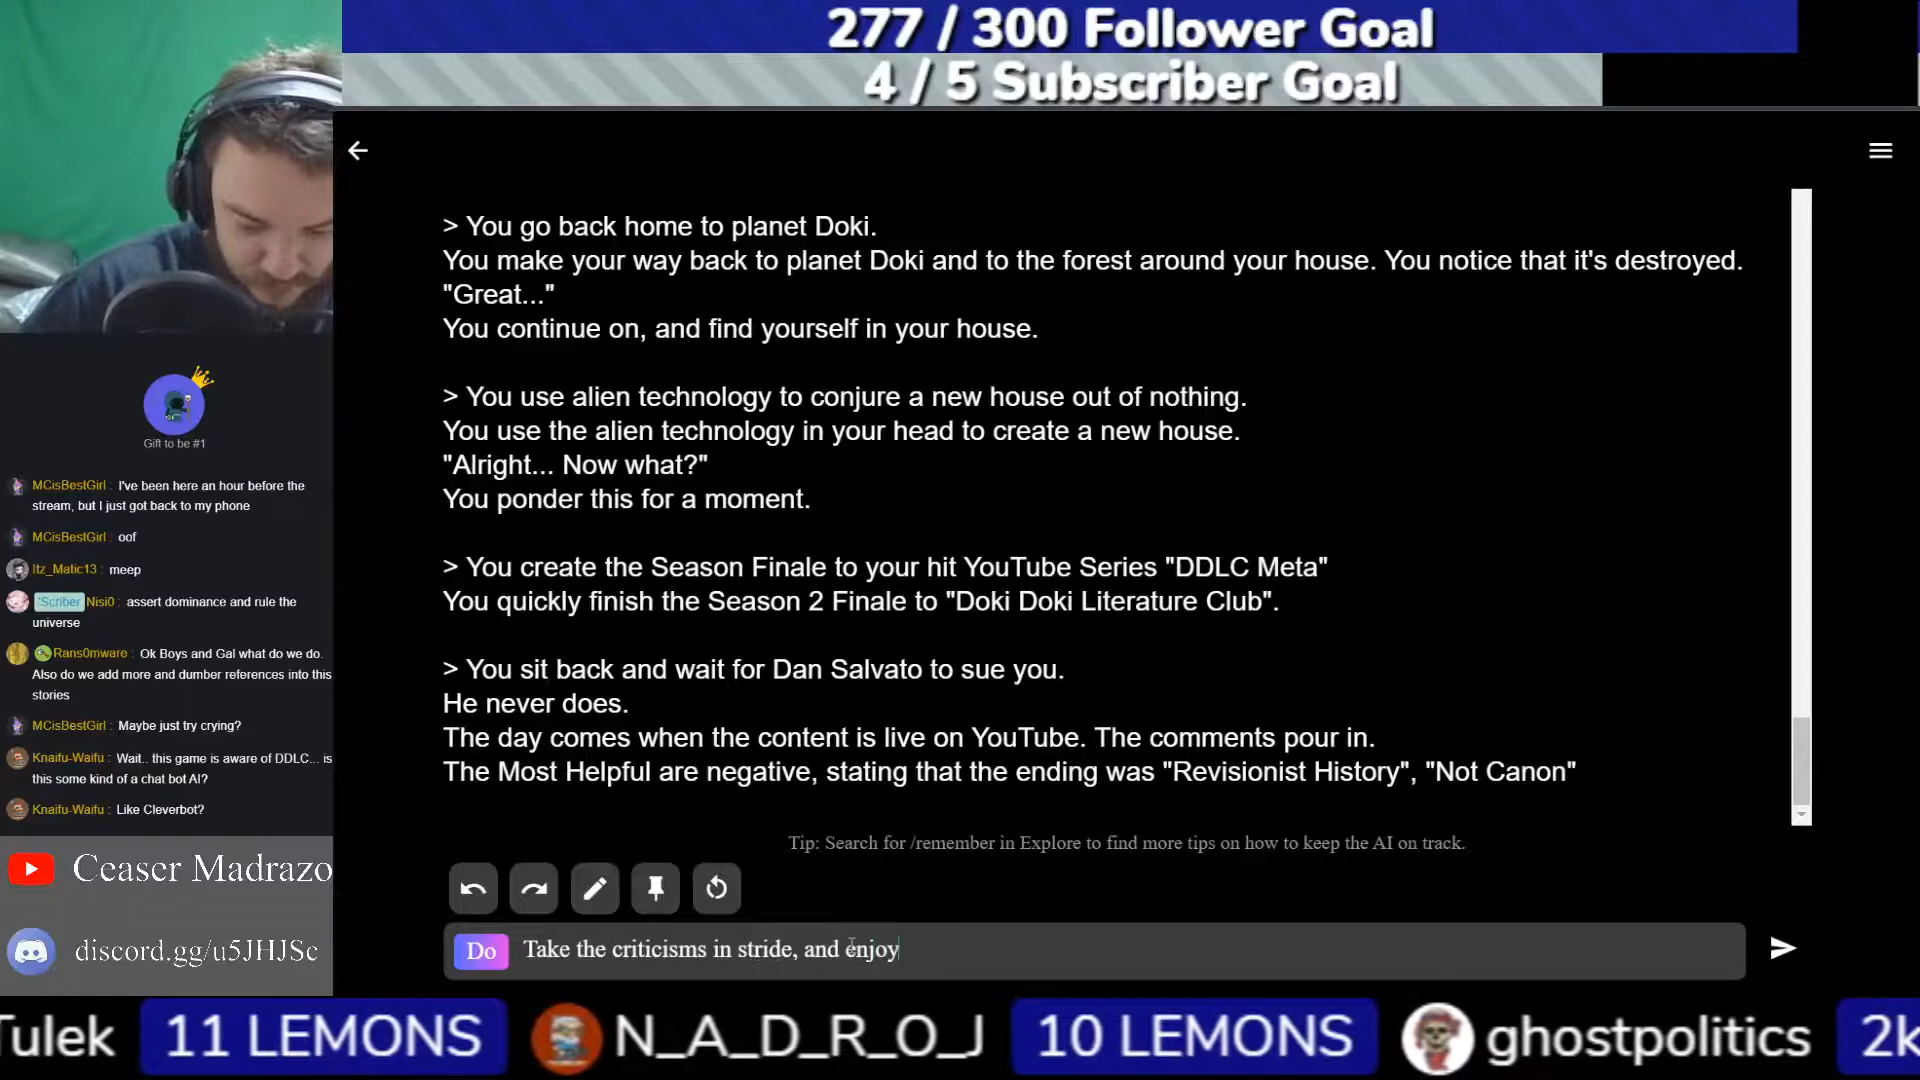 277 / 300 Follower Goal
4 / 5 Subscriber Goal
> You go back home to planet Doki.
You make your way back to planet Doki and to the forest around your house. You notice that it's destroyed.
"Great..."
You continue on, and find yourself in your house.
> You use alien technology to conjure a new house out of nothing.
You use the alien technology in your head to create a new house.
"Alright... Now what?"
You ponder this for a moment.
> You create the Season Finale to your hit YouTube Series "DDLC Meta"
You quickly finish the Season 2 Finale to "Doki Doki Literature Club".
> You sit back and wait for Dan Salvato to sue you.
He never does.
The day comes when the content is live on YouTube. The comments pour in.
The Most Helpful are negative, stating that the ending was "Revisionist History", "Not Canon"
Tip: Search for /remember in Explore to find more tips on how to keep the AI on track.
Do Take the criticisms in stride, and enjoy
Gift to be #1
MCisBestGirl : I've been here an hour before the
stream, but I just got back to my phone
MCisBestGirl : oof
Itz_Matic13 : meep
'Scriber Nisi0 : assert dominance and rule the
universe
Rans0mware : Ok Boys and Gal what do we do.
Also do we add more and dumber references into this
stories
MCisBestGirl : Maybe just try crying?
Knaifu-Waifu : Wait.. this game is aware of DDLC... is
this some kind of a chat bot AI?
Knaifu-Waifu : Like Cleverbot?
Ceaser Madrazo
discord.gg/u5JHJSc
Tulek 11 LEMONS N_A_D_R_O_J 10 LEMONS ghostpolitics 2k